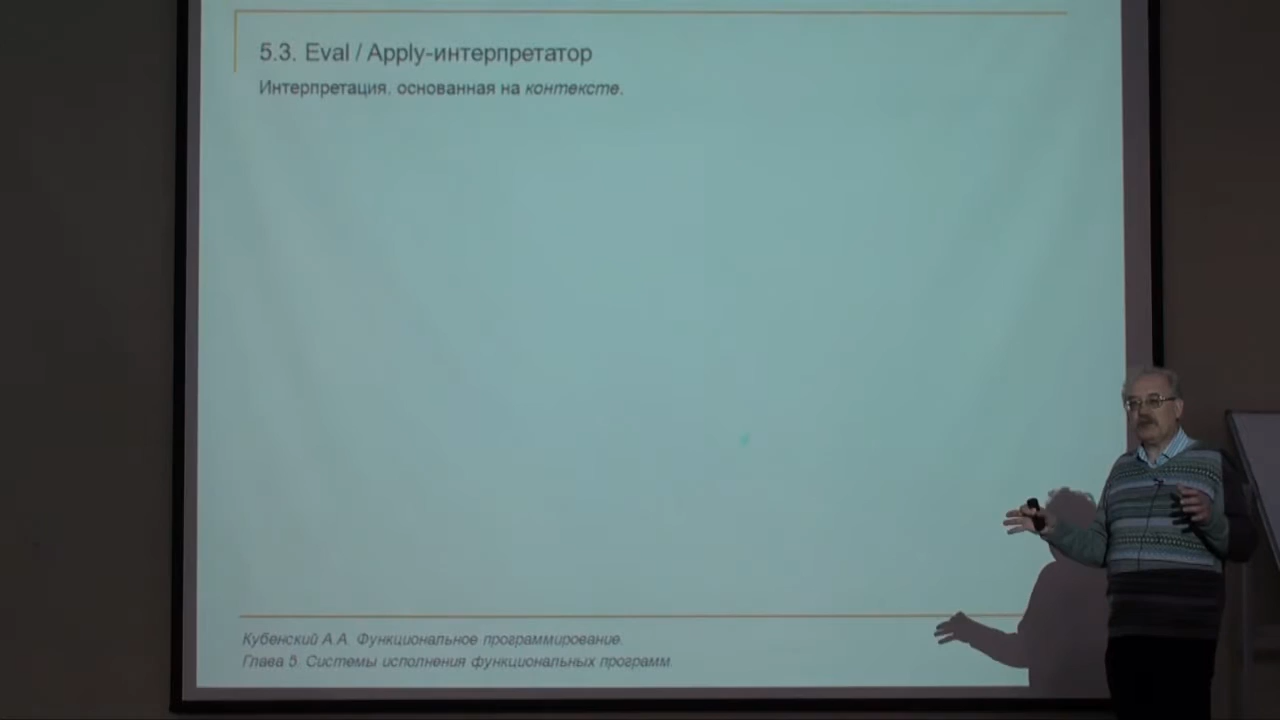 5.3. Eval / Apply-интерпретатор
Интерпретация, основанная на контексте.
Кубенский А.А. Функциональное программирование.
Глава 5. Системы исполнения функциональных программ.